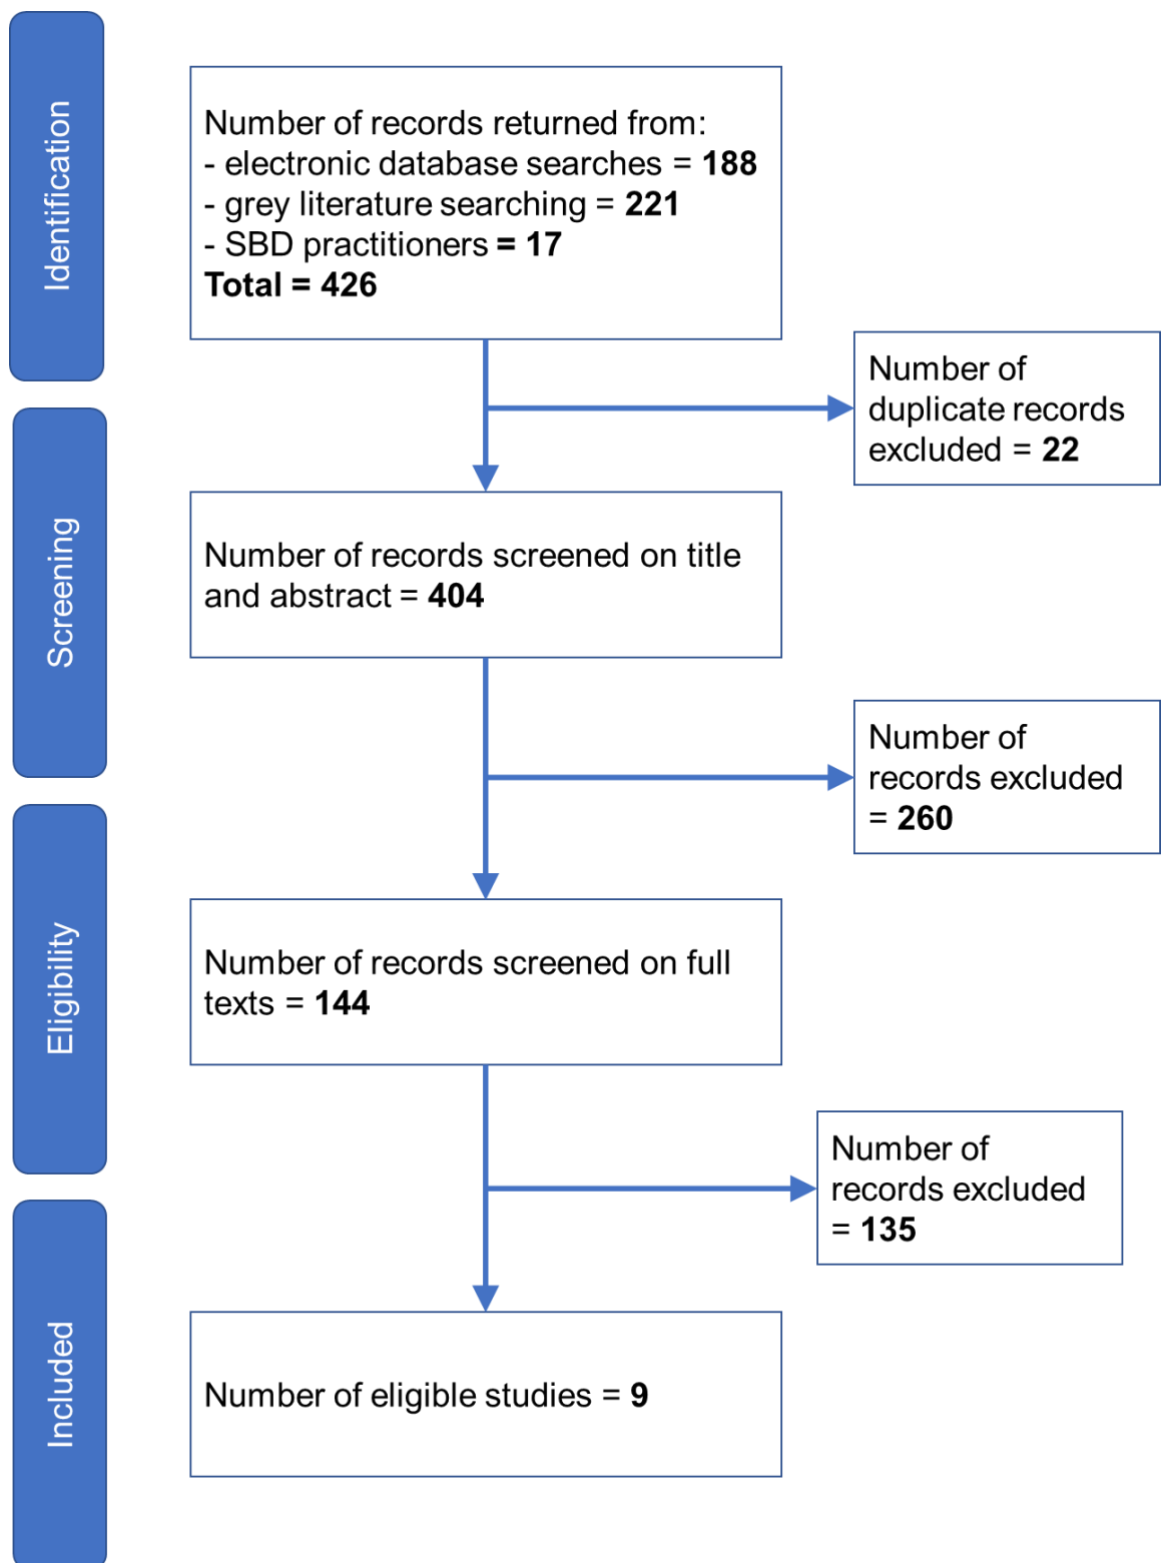 Identification
Number of records returned from:
- electronic database searches = 188
- grey literature searching = 221
- SBD practitioners = 17
Total = 426
Number of
duplicate records
excluded = 22
Screening
Number of records screened on title
and abstract = 404
Number of
records excluded
= 260
Eligibility
Number of records screened on full
texts = 144
Number of
records excluded
= 135
Included
Number of eligible studies = 9